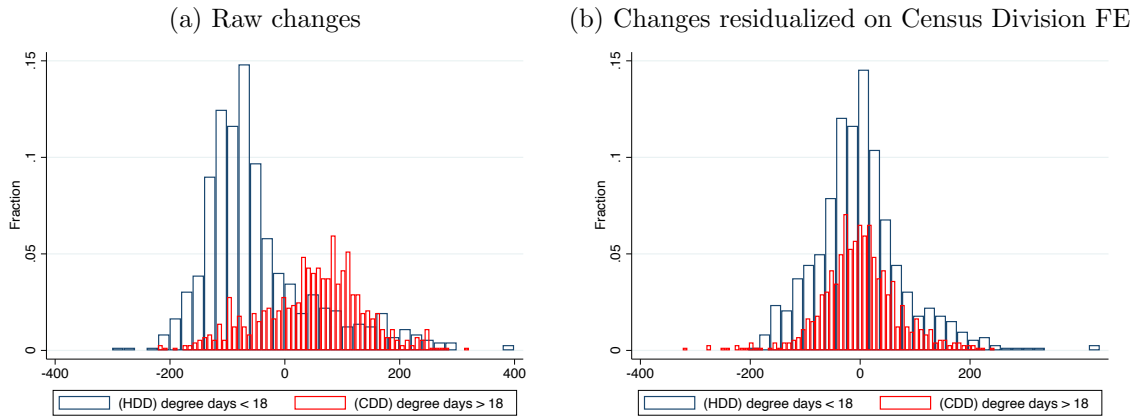 (a) Raw changes
.15
.1
.05
0
Fraction
-400
-200
0
200
400
(HDD) degree days < 18
(CDD) degree days > 18
(b) Changes residualized on Census Division FE
.15
.1
.05
0
Fraction
-400
-200
0
200
(HDD) degree days < 18
(CDD) degree days > 18